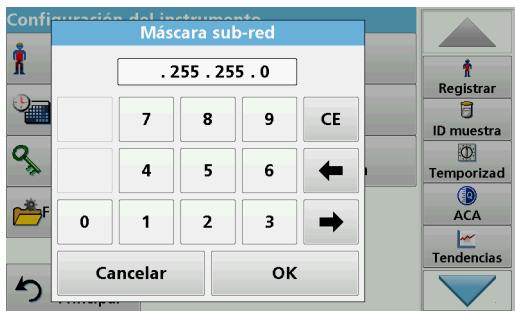 Configuración del instrumento
Máscara sub-red
. 255 . 255 . 0
7 8 9 CE
4 5 6
0 1 2 3
Cancelar OK
Principal
Registrar
ID muestra
Temporizad
ACA
Tendencias